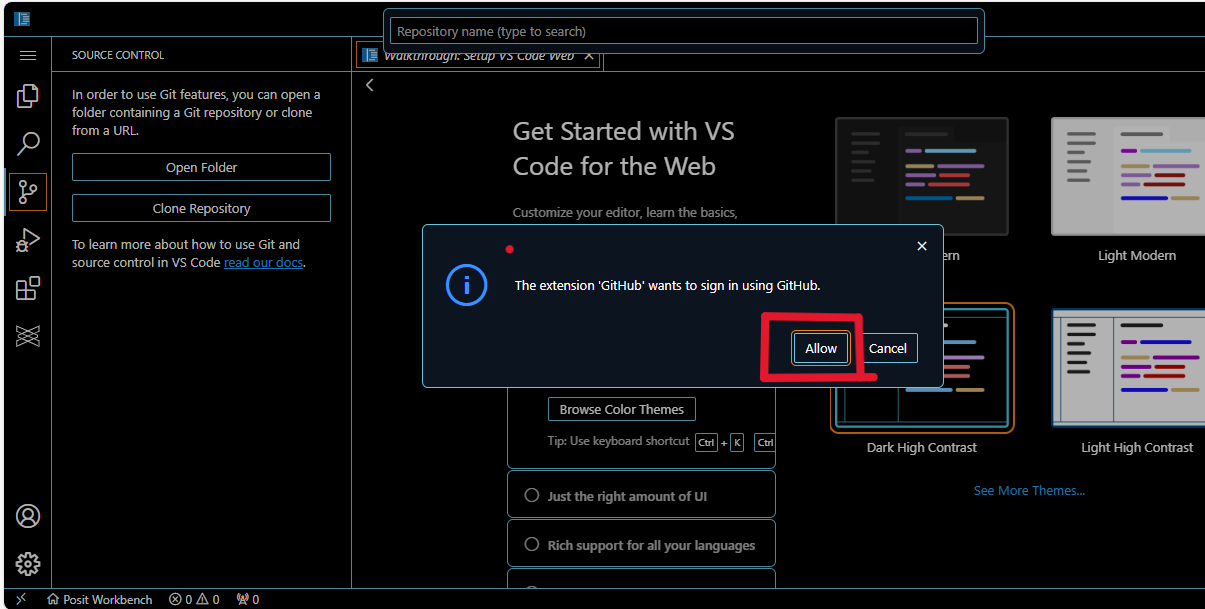 Repository name (type to search)
SOURCE CONTROL
Walkthrough: Setup VS Code Web
In order to use Git features, you can open a
folder containing a Git repository or clone
from a URL.
Open Folder
Clone Repository
To learn more about how to use Git and
source control in VS Code read our docs.
Get Started with VS
Code for the Web
Customize your editor, learn the basics,
Light Modern
The extension 'GitHub' wants to sign in using GitHub.
Allow
Cancel
Browse Color Themes
Tip: Use keyboard shortcut Ctrl + K Ctrl
Dark High Contrast
Light High Contrast
See More Themes...
Just the right amount of UI
Rich support for all your languages
Posit Workbench 0 0 0